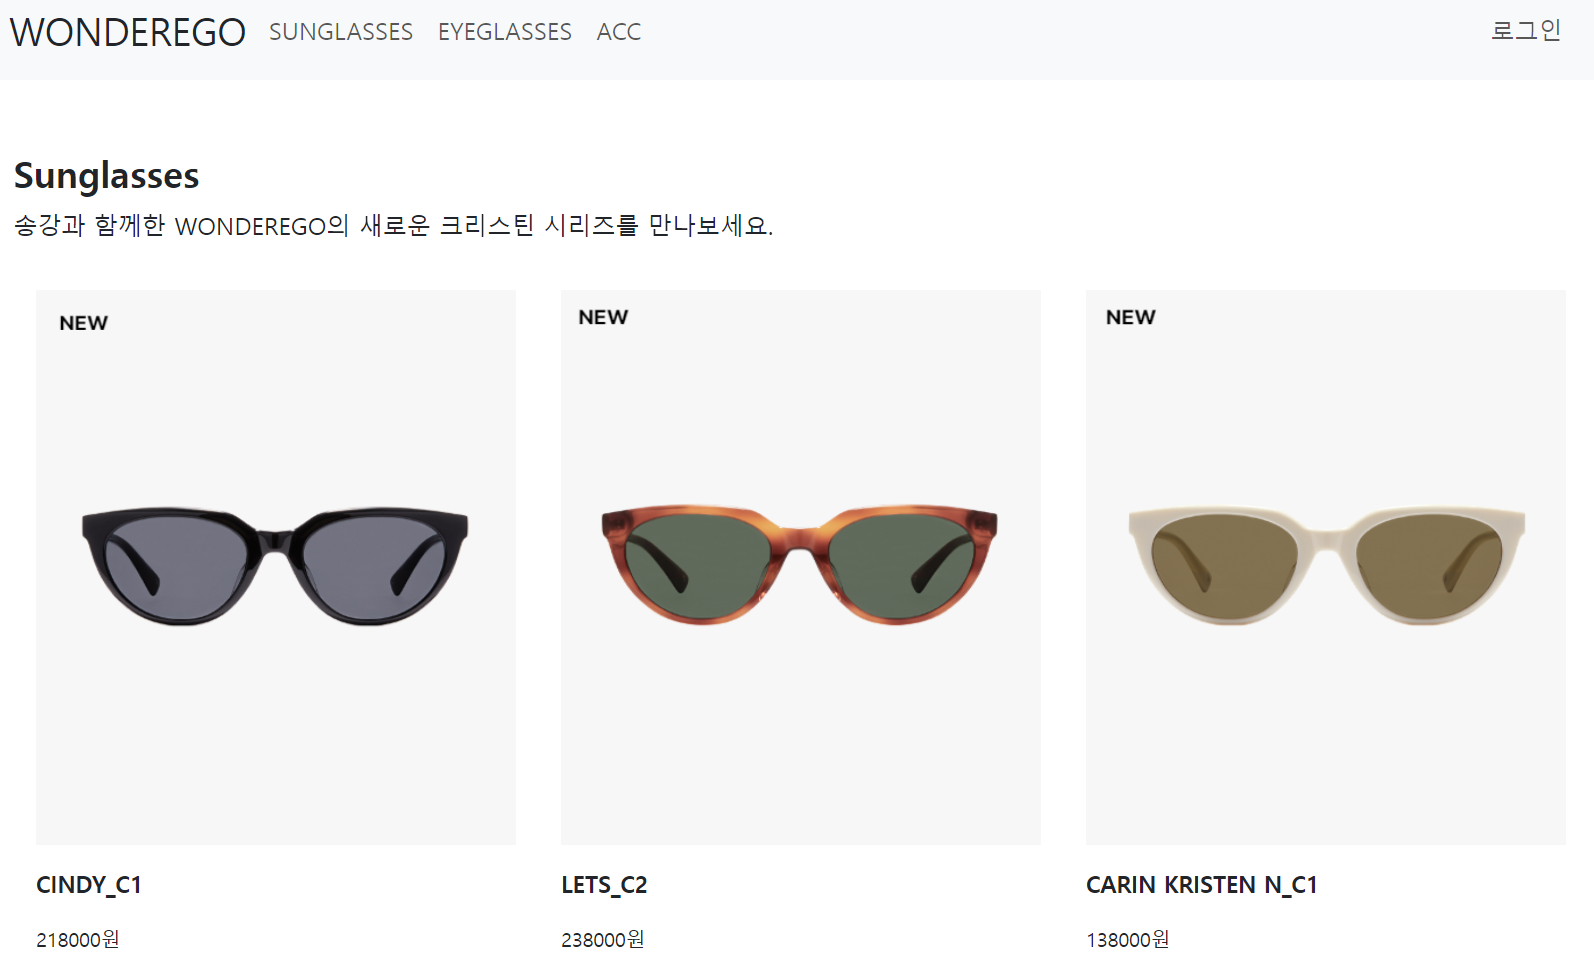 WONDEREGO SUNGLASSES EYEGLASSES ACC 로그인
Sunglasses
송강과 함께한 WONDEREGO의 새로운 크리스틴 시리즈를 만나보세요.
NEW NEW NEW
CINDY_C1 LETS_C2 CARIN KRISTEN N_C1
218000원 238000원 138000원